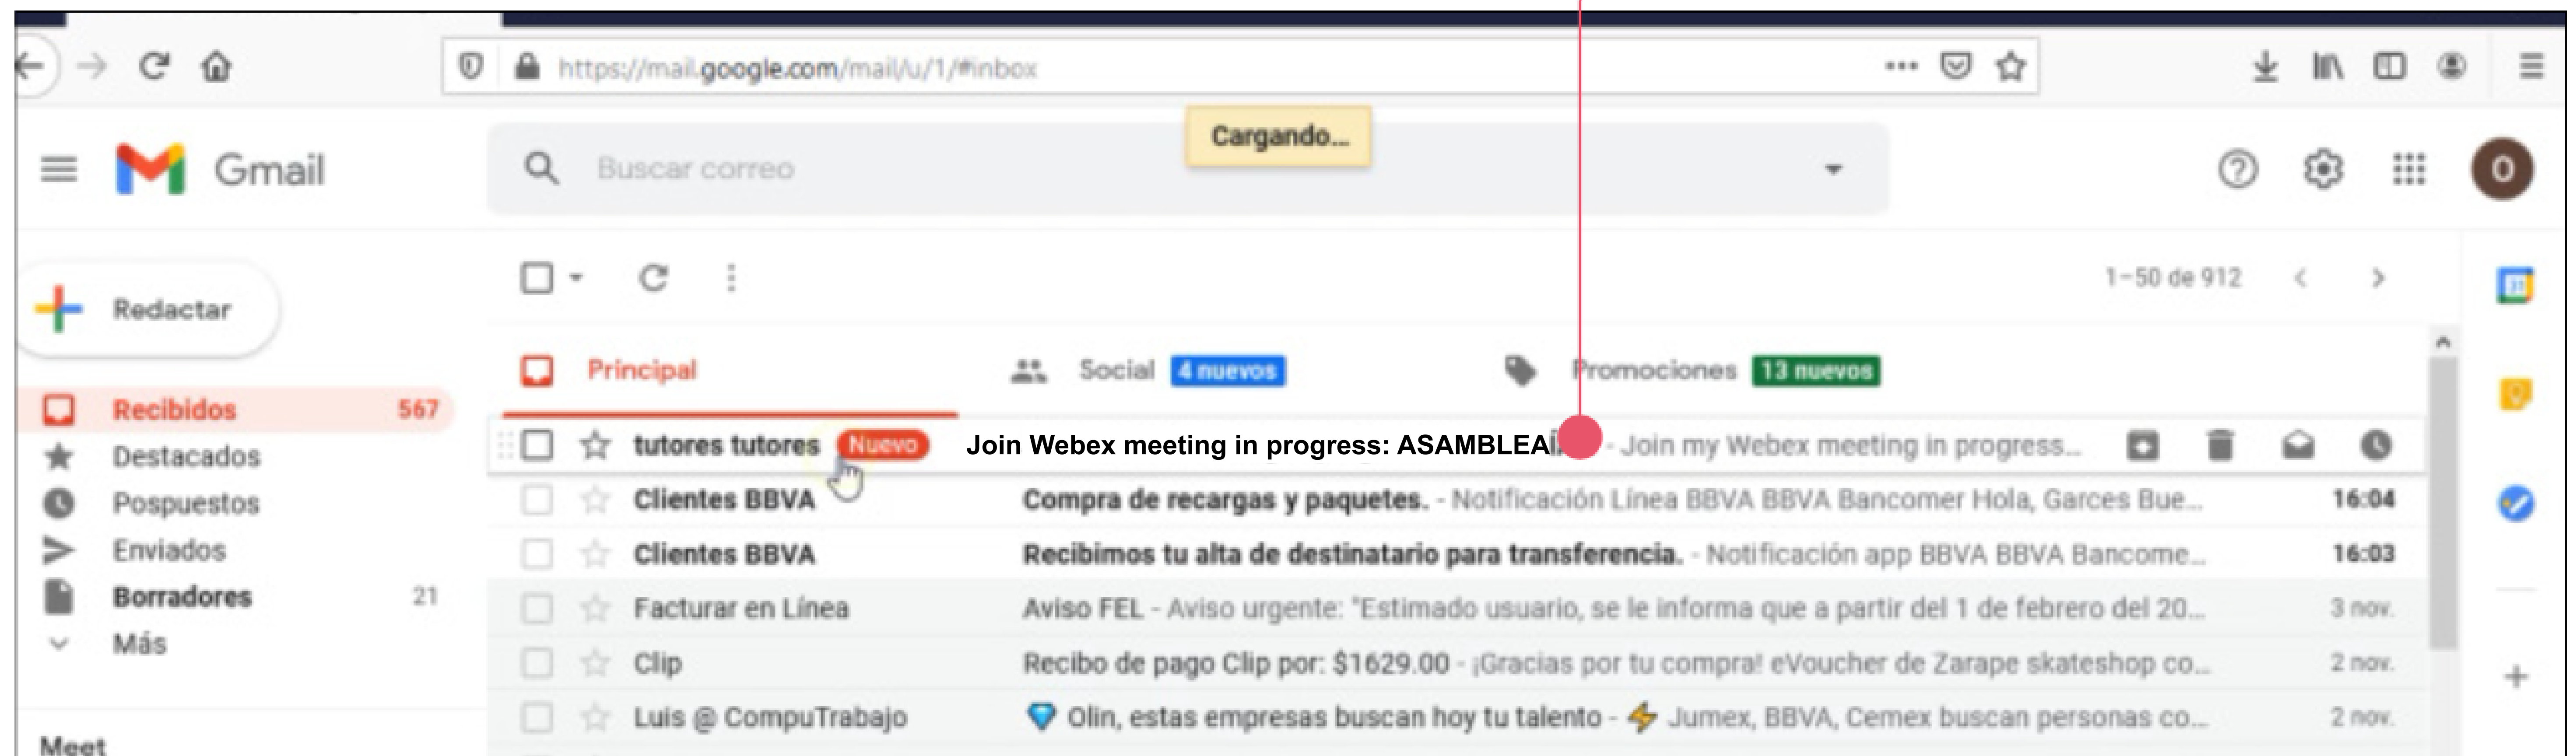 https://mail.google.com/mail/u/1/#inbox
Cargando...
Gmail
Buscar correo
O
Redactar
1–50 de 912
31
Principal
Social 4 nuevos
Promociones 13 nuevos
Recibidos 567
Destacados
Pospuestos
Enviados
Borradores 21
Más
Meet
tutores tutores Nuevo Join Webex meeting in progress: ASAMBLEA - Join my Webex meeting in progress...
Clientes BBVA Compra de recargas y paquetes. - Notificación Línea BBVA BBVA Bancomer Hola, Garces Bue... 16:04
Clientes BBVA Recibimos tu alta de destinatario para transferencia. - Notificación app BBVA BBVA Bancome... 16:03
Facturar en Línea Aviso FEL - Aviso urgente: "Estimado usuario, se le informa que a partir del 1 de febrero del 20... 3 nov.
Clip Recibo de pago Clip por: $1629.00 - ¡Gracias por tu compra! eVoucher de Zarape skateshop co... 2 nov.
Luis @ CompuTrabajo 💎 Olin, estas empresas buscan hoy tu talento - ⚡ Jumex, BBVA, Cemex buscan personas co... 2 nov.